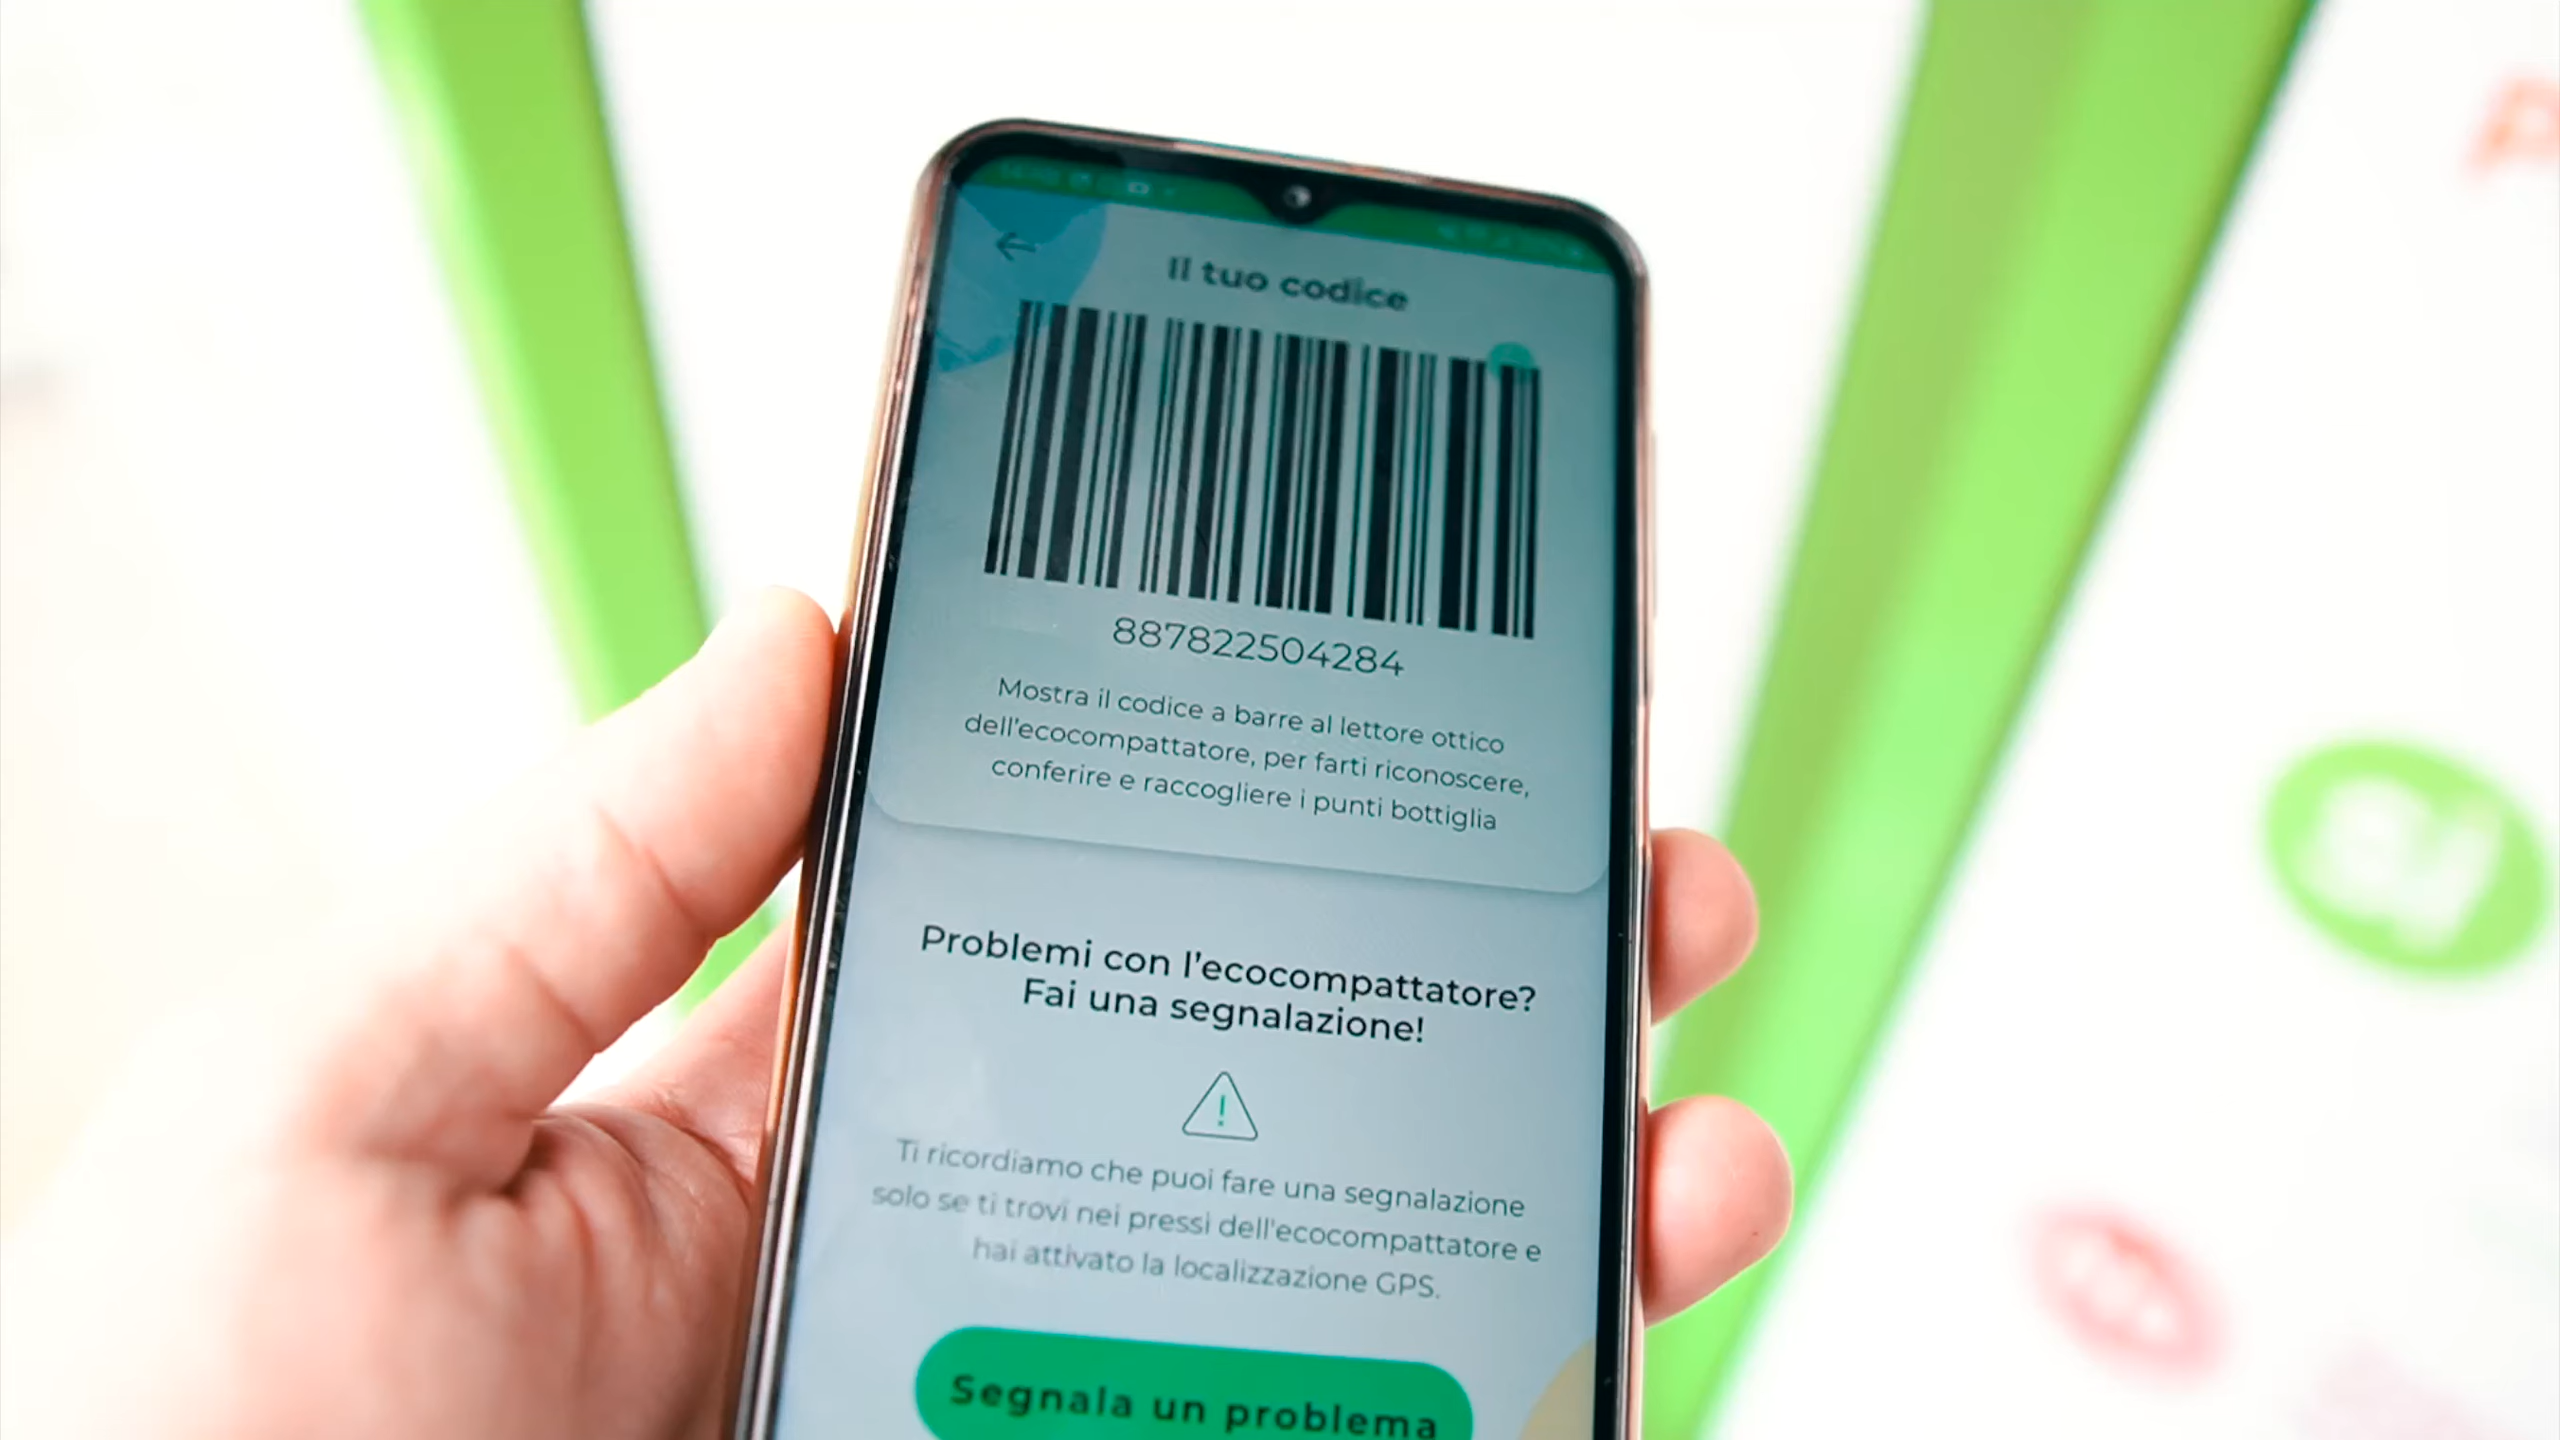 Il tuo codice
887822504284
Mostra il codice a barre al lettore ottico
dell'ecocompattatore, per farti riconoscere,
conferire e raccogliere i punti bottiglia
Problemi con l'ecocompattatore?
Fai una segnalazione!
Ti ricordiamo che puoi fare una segnalazione
solo se ti trovi nei pressi dell'ecocompattatore e
hai attivato la localizzazione GPS.
Segnala un problema